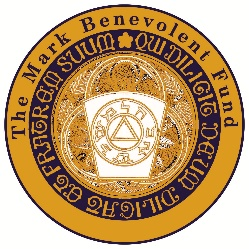 The Mark Benevolent Fund
QUI DILIGIT DEUM DILIGAT ET FRATREM SUUM